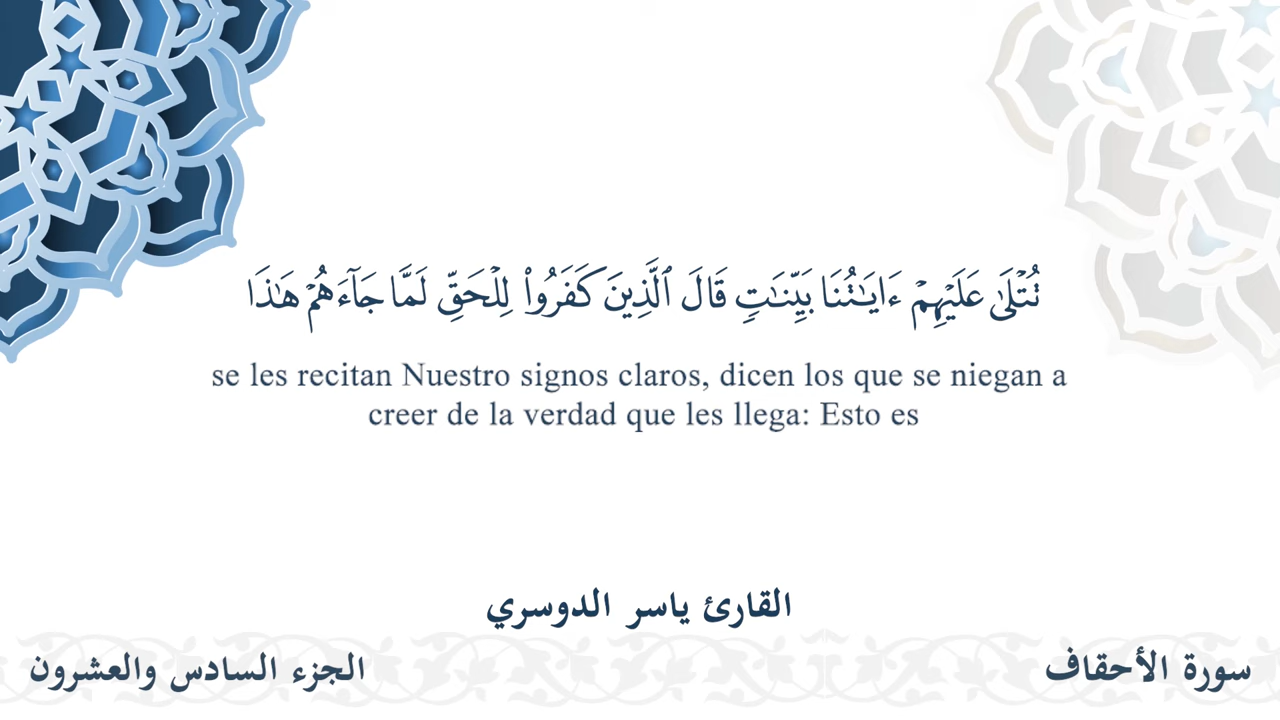 تُتْلَىٰ عَلَيْهِمْ ءَايَٰتُنَا بَيِّنَٰتٍ قَالَ ٱلَّذِينَ كَفَرُوا۟ لِلْحَقِّ لَمَّا جَآءَهُمْ هَٰذَا
se les recitan Nuestro signos claros, dicen los que se niegan a
creer de la verdad que les llega: Esto es
القارئ ياسر الدوسري
سورة الأحقاف
الجزء السادس والعشرون